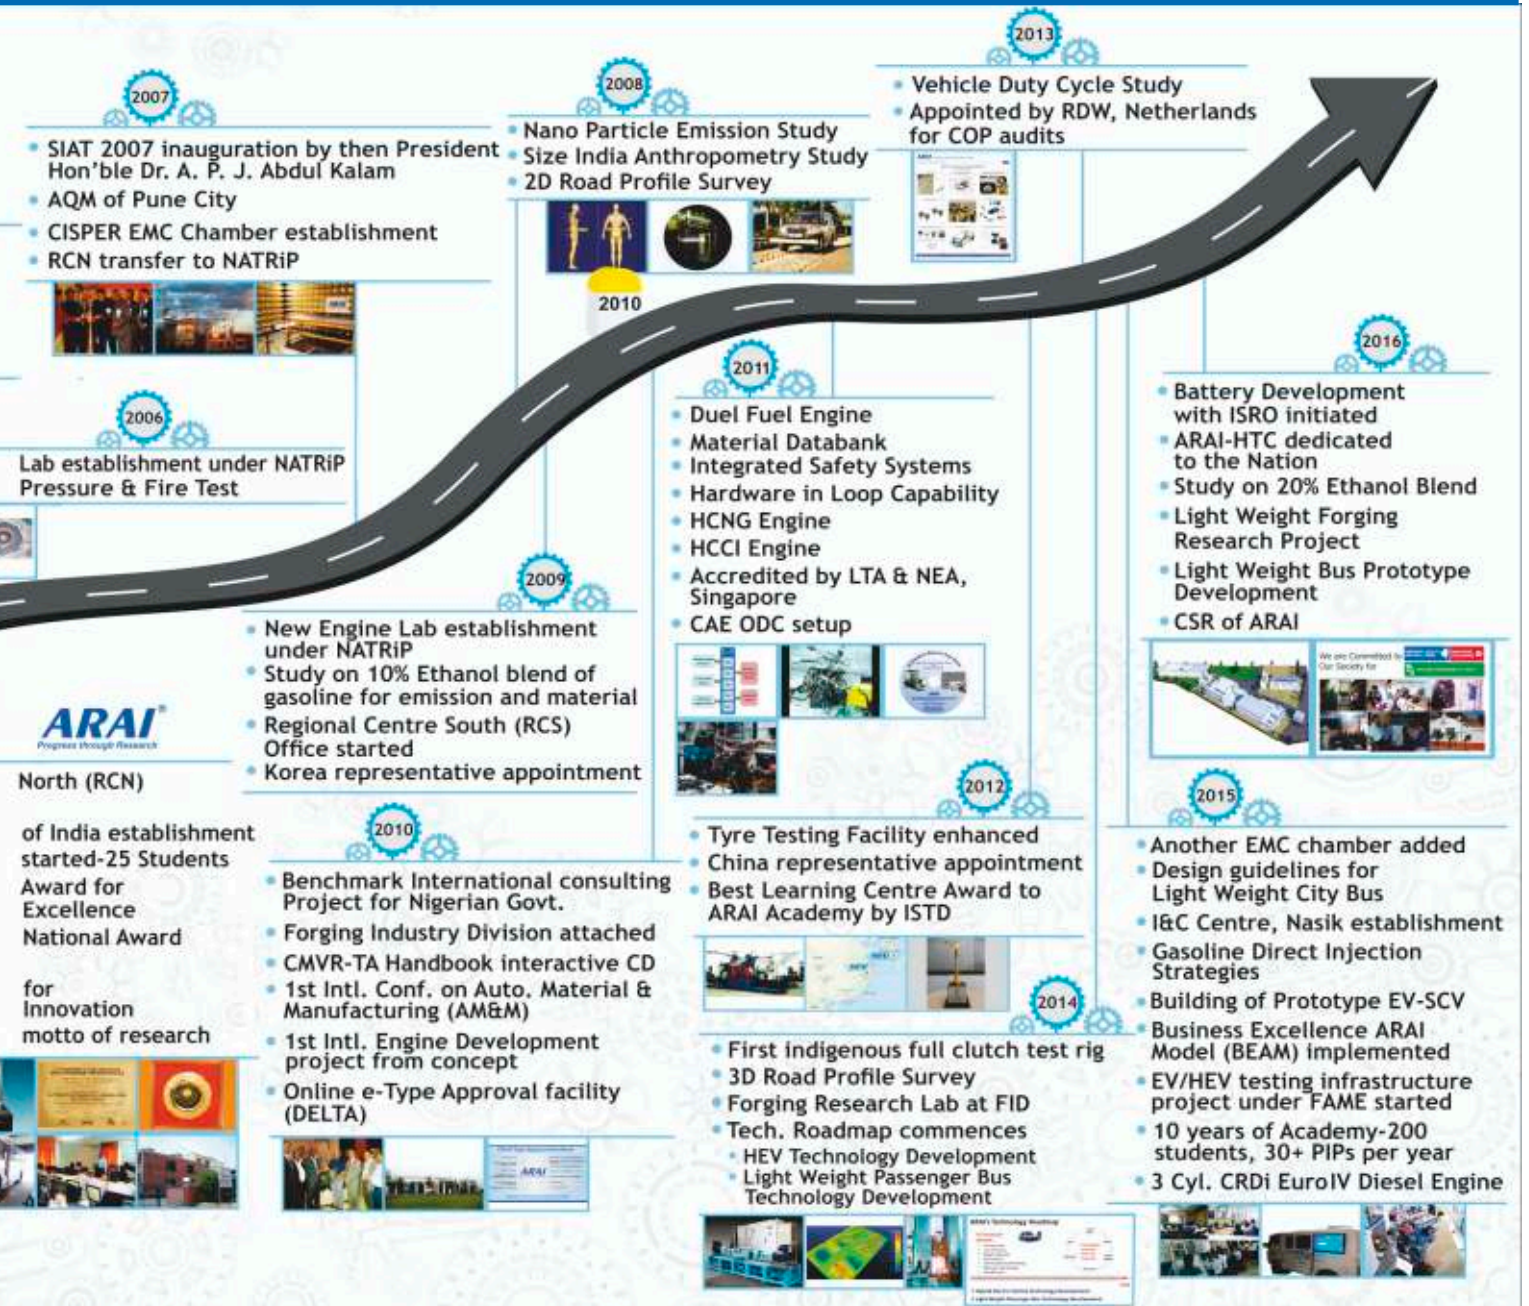 2007
SIAT 2007 inauguration by then President
Hon'ble Dr. A. P. J. Abdul Kalam
AQM of Pune City
CISPER EMC Chamber establishment
RCN transfer to NATRiP
2008
Nano Particle Emission Study
Size India Anthropometry Study
2D Road Profile Survey
2010
2013
Vehicle Duty Cycle Study
Appointed by RDW, Netherlands
for COP audits
ARAI
2006
Lab establishment under NATRiP
Pressure & Fire Test
2009
New Engine Lab establishment
under NATRiP
Study on 10% Ethanol blend of
gasoline for emission and material
Regional Centre South (RCS)
Office started
Korea representative appointment
2011
Duel Fuel Engine
Material Databank
Integrated Safety Systems
Hardware in Loop Capability
HCNG Engine
HCCI Engine
Accredited by LTA & NEA,
Singapore
CAE ODC setup
2016
Battery Development
with ISRO initiated
ARAI-HTC dedicated
to the Nation
Study on 20% Ethanol Blend
Light Weight Forging
Research Project
Light Weight Bus Prototype
Development
CSR of ARAI
We are Committed to
Our Society for
ARAI®
Progress through Research
North (RCN)
of India establishment
started-25 Students
Award for
Excellence
National Award
for
Innovation
motto of research
2010
Benchmark International consulting
Project for Nigerian Govt.
Forging Industry Division attached
CMVR-TA Handbook interactive CD
1st Intl. Conf. on Auto. Material &
Manufacturing (AM&M)
1st Intl. Engine Development
project from concept
Online e-Type Approval facility
(DELTA)
ARAI
2012
Tyre Testing Facility enhanced
China representative appointment
Best Learning Centre Award to
ARAI Academy by ISTD
2014
First indigenous full clutch test rig
3D Road Profile Survey
Forging Research Lab at FID
Tech. Roadmap commences
HEV Technology Development
Light Weight Passenger Bus
Technology Development
ARAI's Technology Roadmap
2015
Another EMC chamber added
Design guidelines for
Light Weight City Bus
I&C Centre, Nasik establishment
Gasoline Direct Injection
Strategies
Building of Prototype EV-SCV
Business Excellence ARAI
Model (BEAM) implemented
EV/HEV testing infrastructure
project under FAME started
10 years of Academy-200
students, 30+ PIPs per year
3 Cyl. CRDi EuroIV Diesel Engine